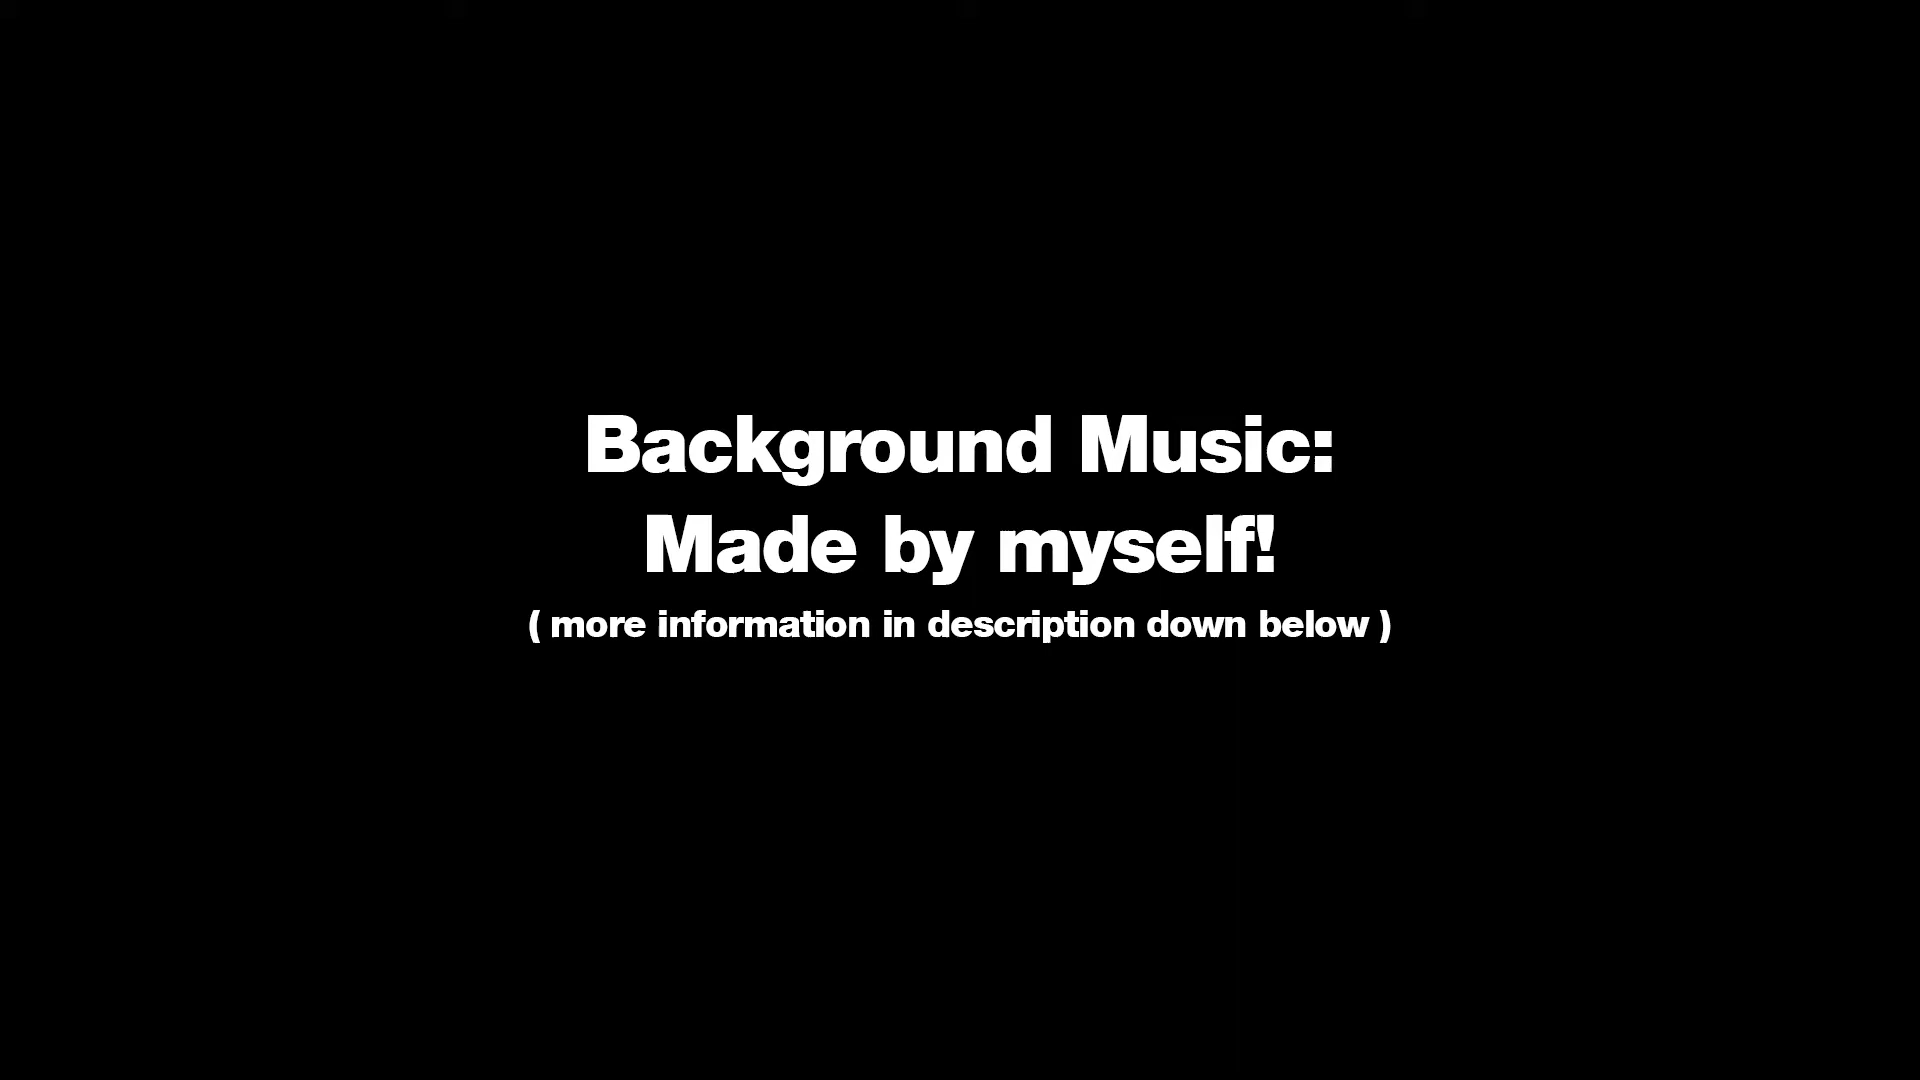 Background Music:
Made by myself!
( more information in description down below )